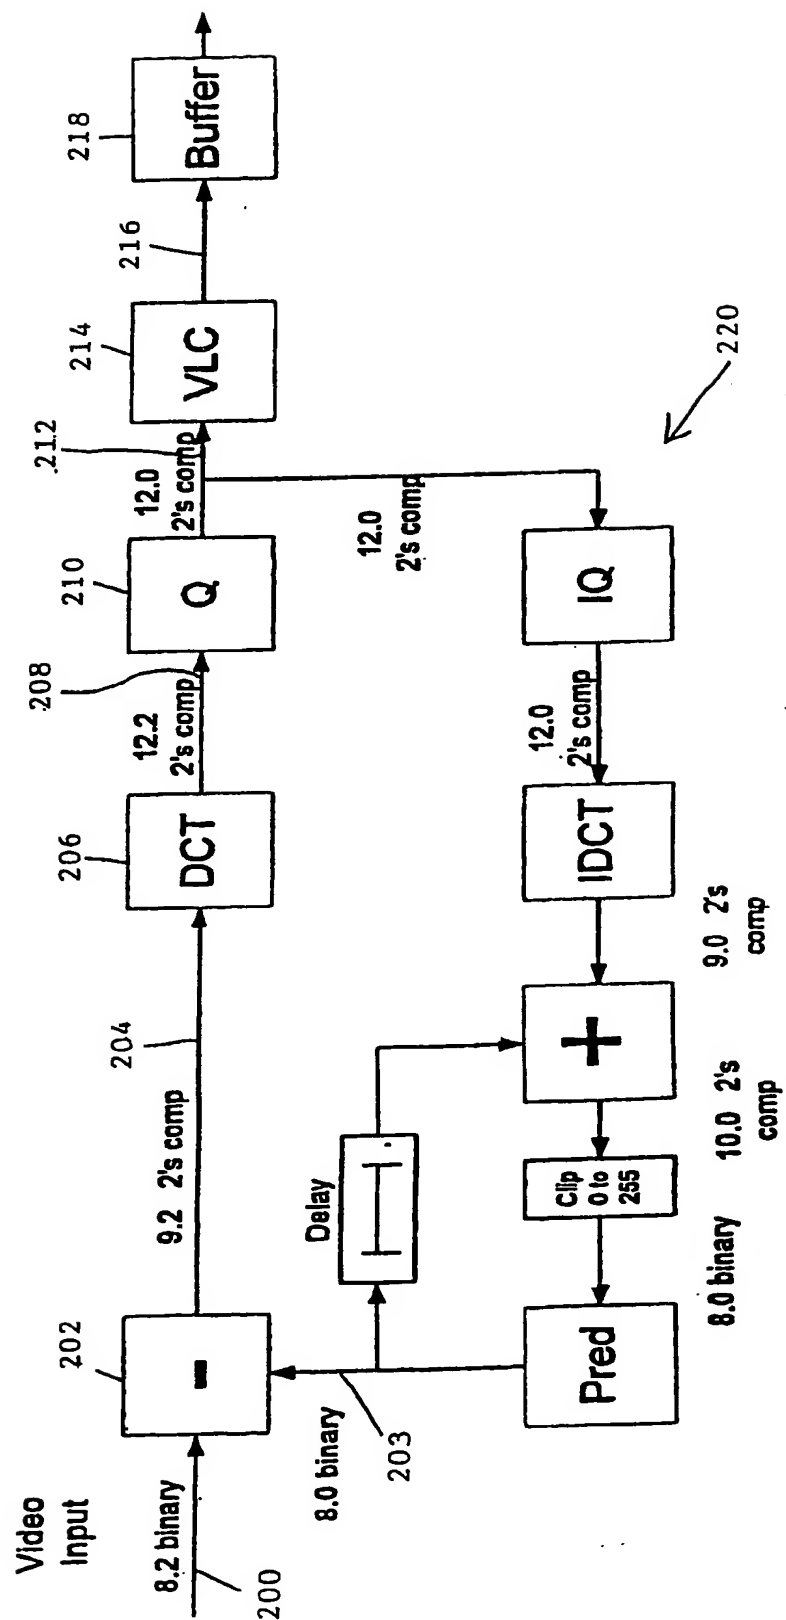 Video
Input
8.2 binary
200
202
-
8.0 binary
203
9.2 2's comp
204
206
DCT
12.2
2's comp
208
210
Q
12.0
2's comp
212
214
VLC
216
218
Buffer
12.0
2's comp
220
IQ
12.0
2's comp
IDCT
9.0 2's
comp
+
10.0 2's
comp
Delay
Clip
0 to
255
8.0 binary
Pred